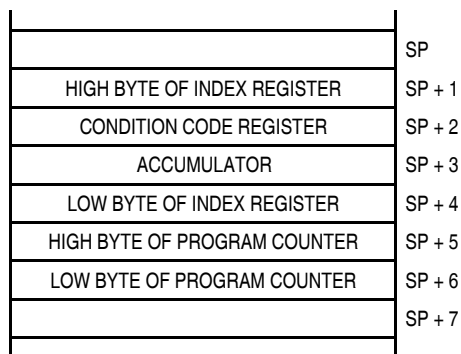 SP
HIGH BYTE OF INDEX REGISTER SP + 1
CONDITION CODE REGISTER SP + 2
ACCUMULATOR SP + 3
LOW BYTE OF INDEX REGISTER SP + 4
HIGH BYTE OF PROGRAM COUNTER SP + 5
LOW BYTE OF PROGRAM COUNTER SP + 6
SP + 7